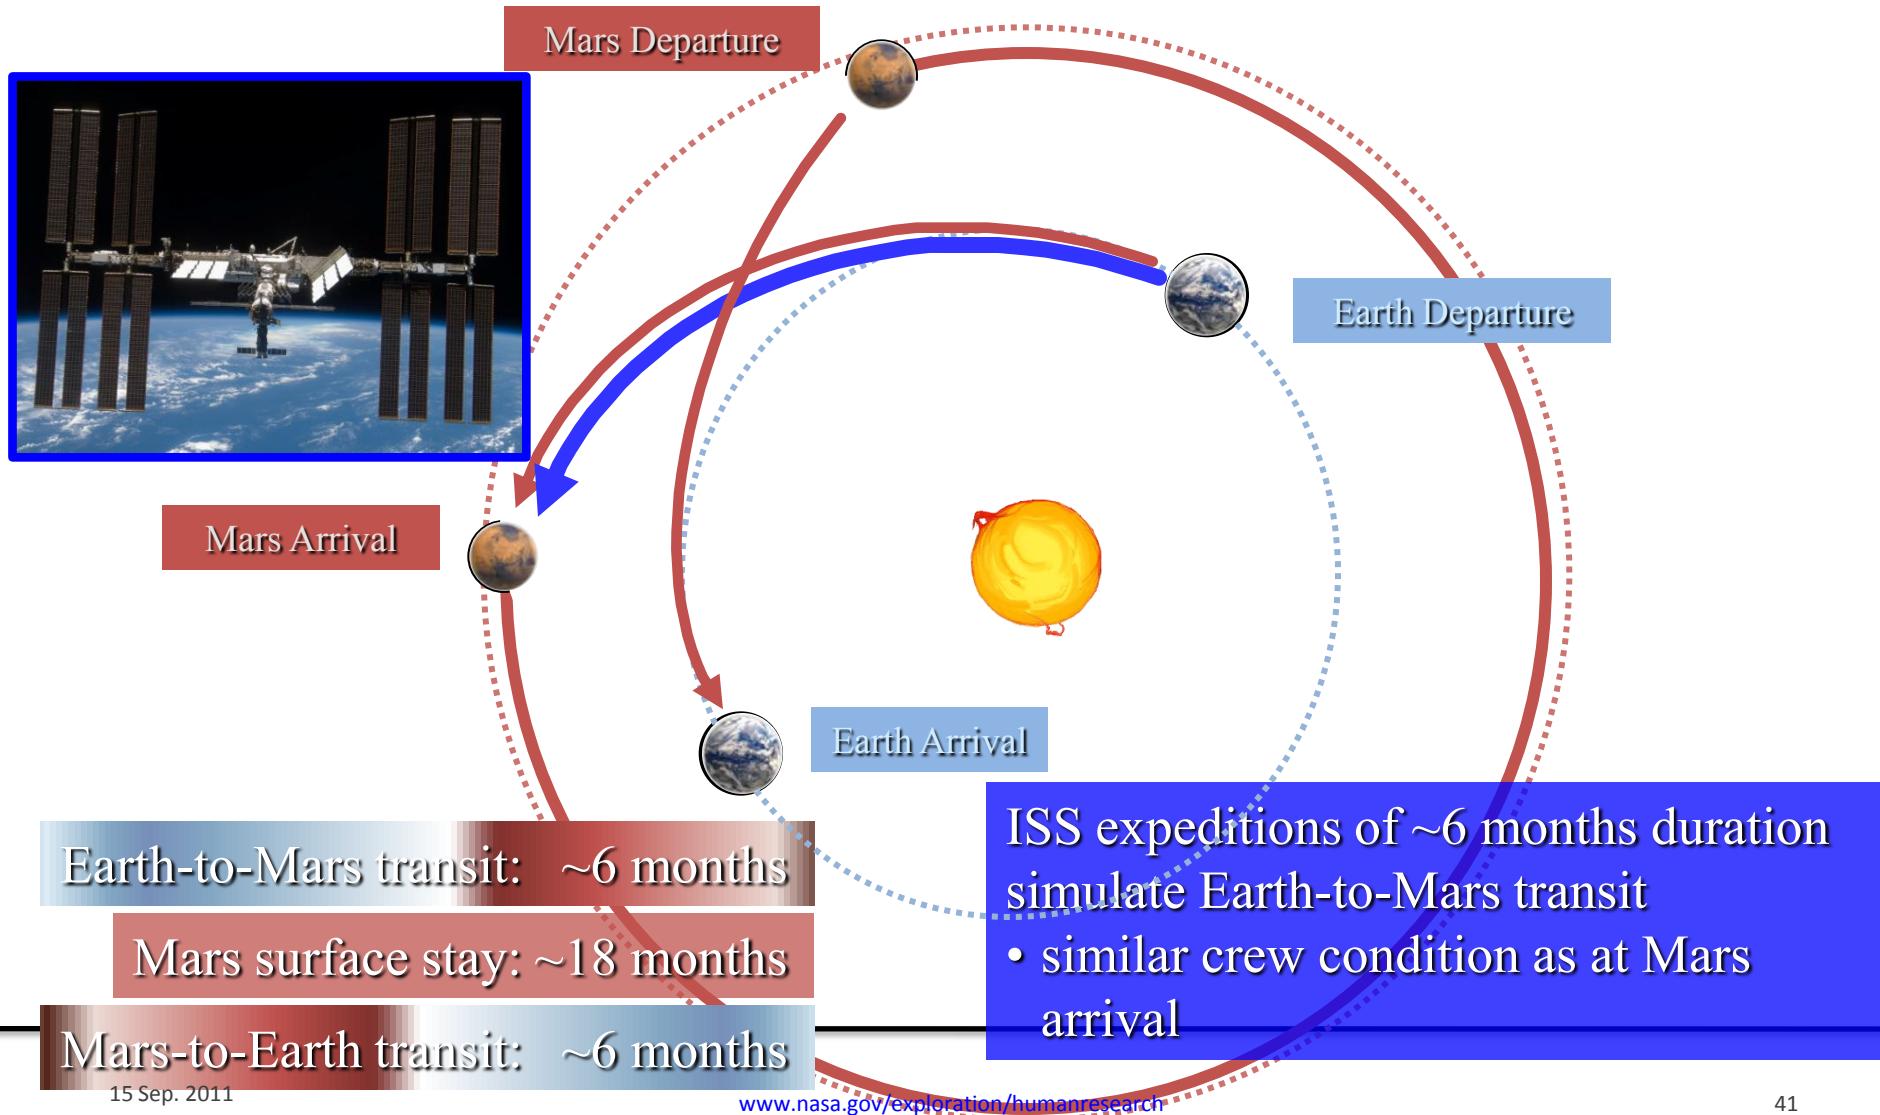 Mars Departure
Earth Departure
Mars Arrival
Earth Arrival
Earth-to-Mars transit: ~6 months
Mars surface stay: ~18 months
Mars-to-Earth transit: ~6 months
ISS expeditions of ~6 months duration
simulate Earth-to-Mars transit
• similar crew condition as at Mars
arrival
15 Sep. 2011
www.nasa.gov/exploration/humanresearch
41